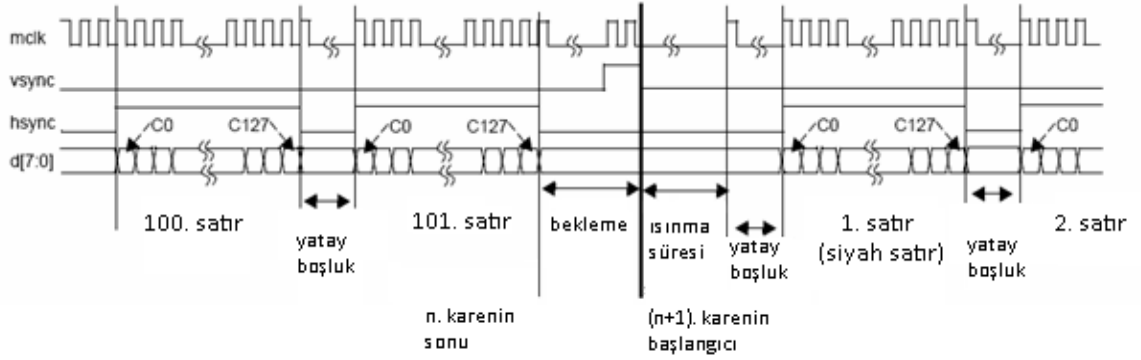 mclk
vsync
hsync
d[7:0]
C0
C127
C0
C127
C0
C127
C0
100. satır
yatay
boşluk
101. satır
bekleme
ısınma
süresi
yatay
boşluk
1. satır
(siyah satır)
yatay
boşluk
2. satır
n. karenin
sonu
(n+1). karenin
başlangıcı